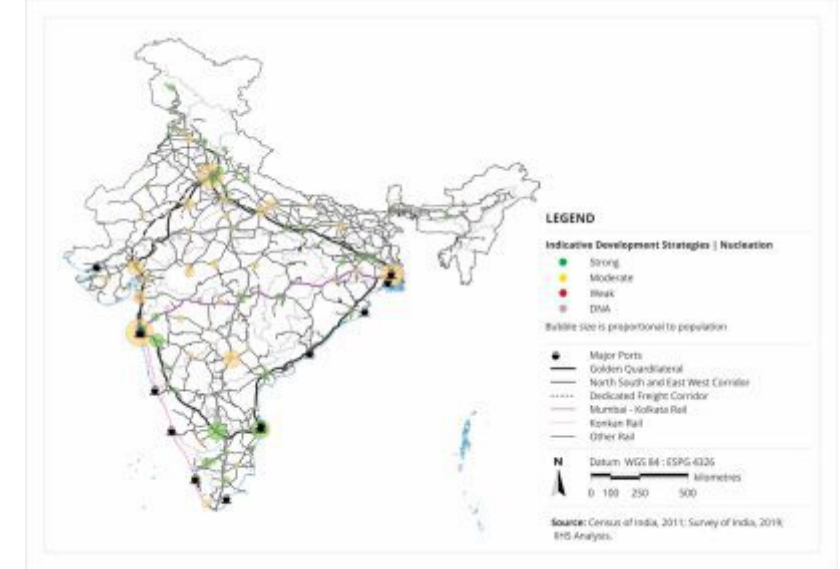 LEGEND
Indicative Development Strategies | Nucleation
Strong
Moderate
Weak
DNA
Bubble size is proportional to population
Major Ports
Golden Quardilateral
North South and East West Corridor
Dedicated Freight Corridor
Mumbai - Kolkata Rail
Konkan Rail
Other Rail
N
Datum WGS 84 : ESPG 4326
kilometres
0 100 250 500
Source: Census of India, 2011; Survey of India, 2019;
IIHS Analysis.